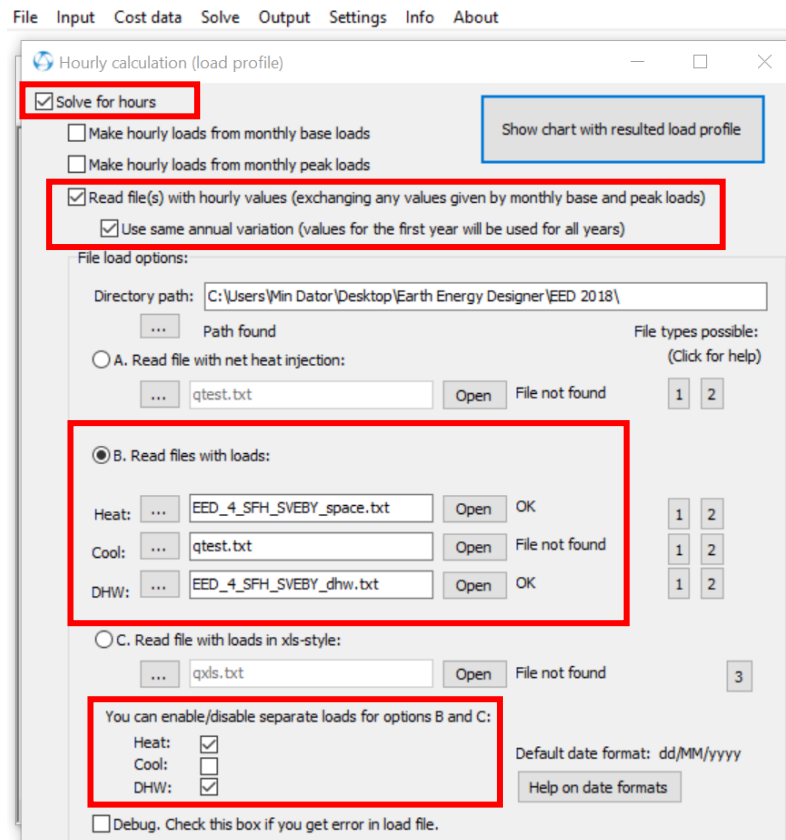 File Input Cost data Solve Output Settings Info About
Hourly calculation (load profile)
Solve for hours
Make hourly loads from monthly base loads
Show chart with resulted load profile
Make hourly loads from monthly peak loads
Read file(s) with hourly values (exchanging any values given by monthly base and peak loads)
Use same annual variation (values for the first year will be used for all years)
File load options:
Directory path: C:\Users\Min Dator\Desktop\Earth Energy Designer\EED 2018\
... Path found File types possible:
(Click for help)
A. Read file with net heat injection:
... qtest.txt Open File not found 1 2
B. Read files with loads:
Heat: ... EED_4_SFH_SVEBY_space.txt Open OK 1 2
Cool: ... qtest.txt Open File not found 1 2
DHW: ... EED_4_SFH_SVEBY_dhw.txt Open OK 1 2
C. Read file with loads in xls-style:
... qxls.txt Open File not found 3
You can enable/disable separate loads for options B and C:
Heat:
Cool:
DHW:
Default date format: dd/MM/yyyy
Help on date formats
Debug. Check this box if you get error in load file.